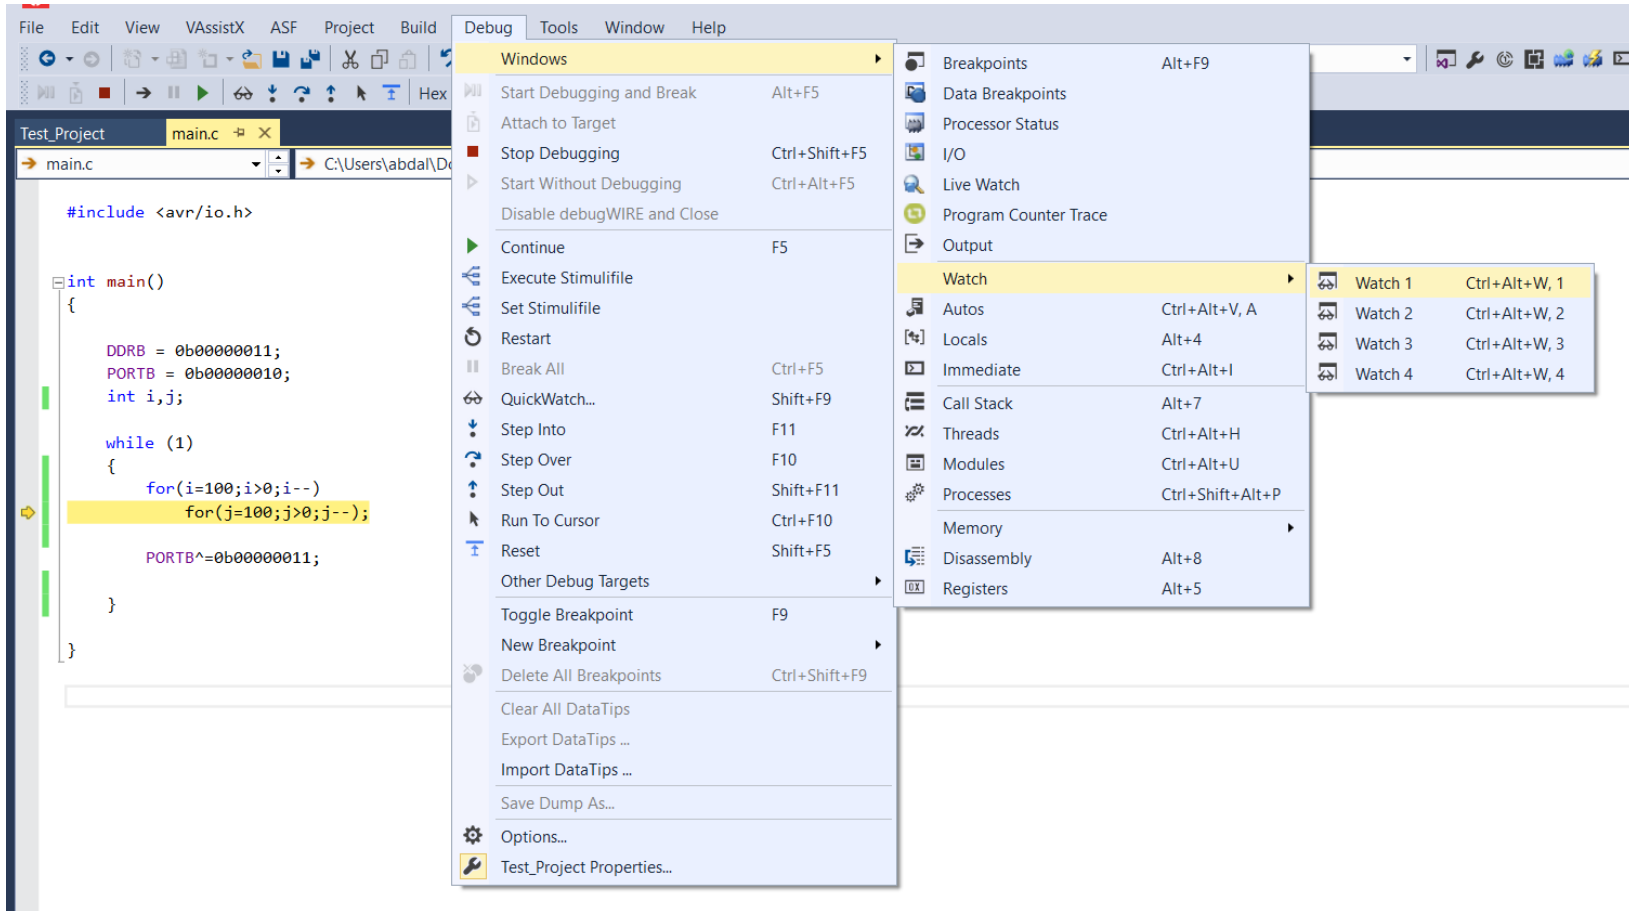 File Edit View VAssistX ASF Project Build Debug Tools Window Help
Hex
Test_Project main.c
main.c C:\Users\abdal\Do
#include <avr/io.h>
int main()
{
DDRB = 0b00000011;
PORTB = 0b00000010;
int i,j;
while (1)
{
for(i=100;i>0;i--)
for(j=100;j>0;j--);
PORTB^=0b00000011;
}
}
Windows
Start Debugging and Break Alt+F5
Attach to Target
Stop Debugging Ctrl+Shift+F5
Start Without Debugging Ctrl+Alt+F5
Disable debugWIRE and Close
Continue F5
Execute Stimulifile
Set Stimulifile
Restart
Break All Ctrl+F5
QuickWatch... Shift+F9
Step Into F11
Step Over F10
Step Out Shift+F11
Run To Cursor Ctrl+F10
Reset Shift+F5
Other Debug Targets
Toggle Breakpoint F9
New Breakpoint
Delete All Breakpoints Ctrl+Shift+F9
Clear All DataTips
Export DataTips ...
Import DataTips ...
Save Dump As...
Options...
Test_Project Properties...
Breakpoints Alt+F9
Data Breakpoints
Processor Status
I/O
Live Watch
Program Counter Trace
Output
Watch
Autos Ctrl+Alt+V, A
Locals Alt+4
Immediate Ctrl+Alt+I
Call Stack Alt+7
Threads Ctrl+Alt+H
Modules Ctrl+Alt+U
Processes Ctrl+Shift+Alt+P
Memory
Disassembly Alt+8
Registers Alt+5
Watch 1 Ctrl+Alt+W, 1
Watch 2 Ctrl+Alt+W, 2
Watch 3 Ctrl+Alt+W, 3
Watch 4 Ctrl+Alt+W, 4